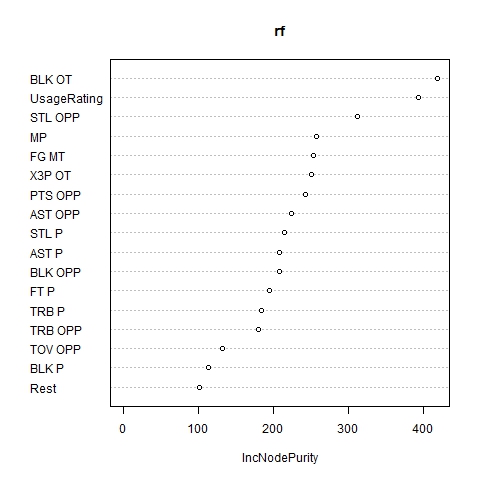 rf
BLK OT
UsageRating
STL OPP
MP
FG MT
X3P OT
PTS OPP
AST OPP
STL P
AST P
BLK OPP
FT P
TRB P
TRB OPP
TOV OPP
BLK P
Rest
0 100 200 300 400
IncNodePurity